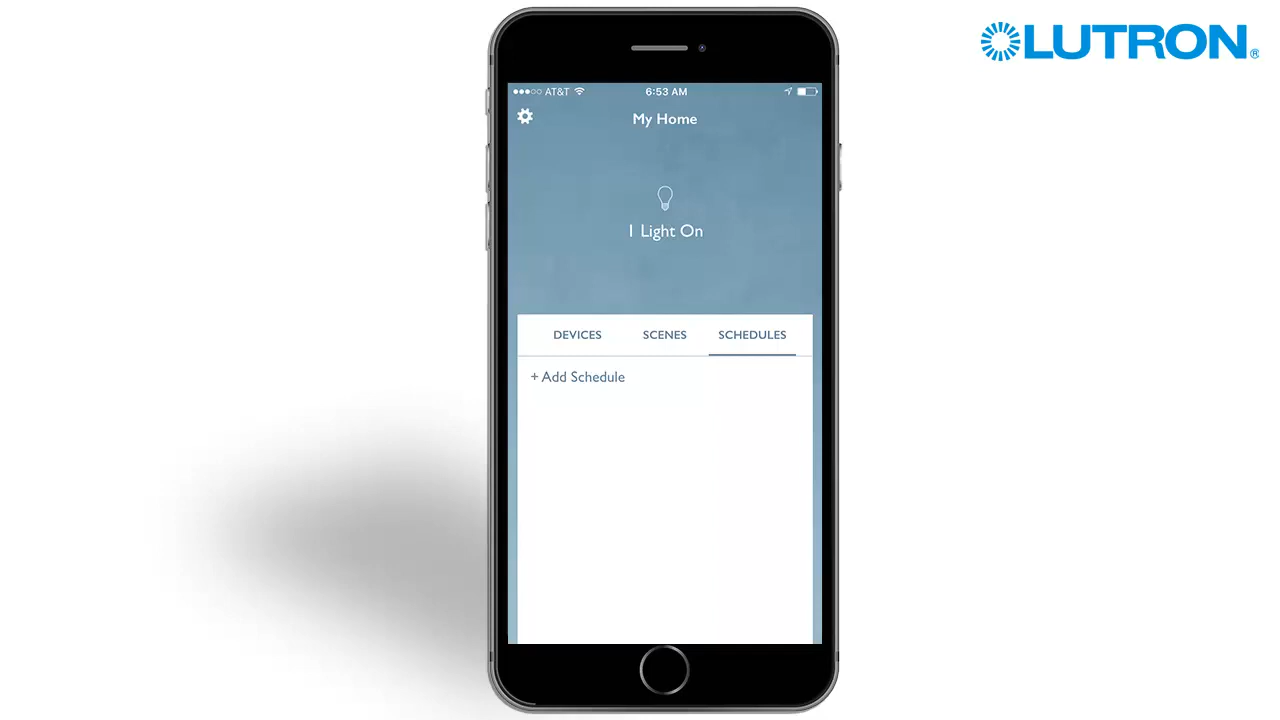 LUTRON®
AT&T 6:53 AM
My Home
1 Light On
DEVICES SCENES SCHEDULES
+ Add Schedule